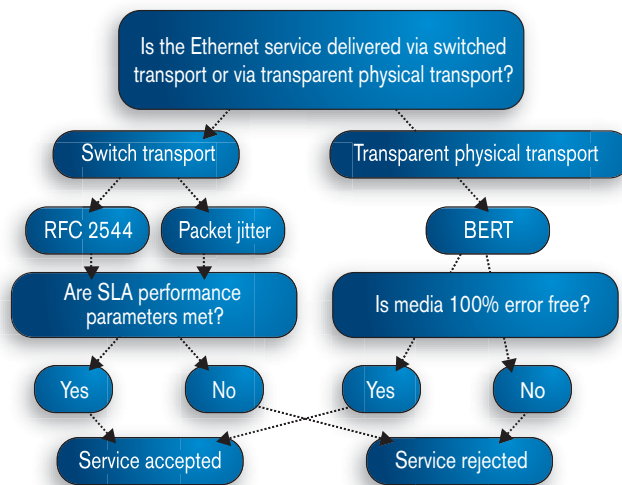 Is the Ethernet service delivered via switched
transport or via transparent physical transport?
Switch transport
Transparent physical transport
RFC 2544
Packet jitter
BERT
Are SLA performance
parameters met?
Is media 100% error free?
Yes
No
Yes
No
Service accepted
Service rejected